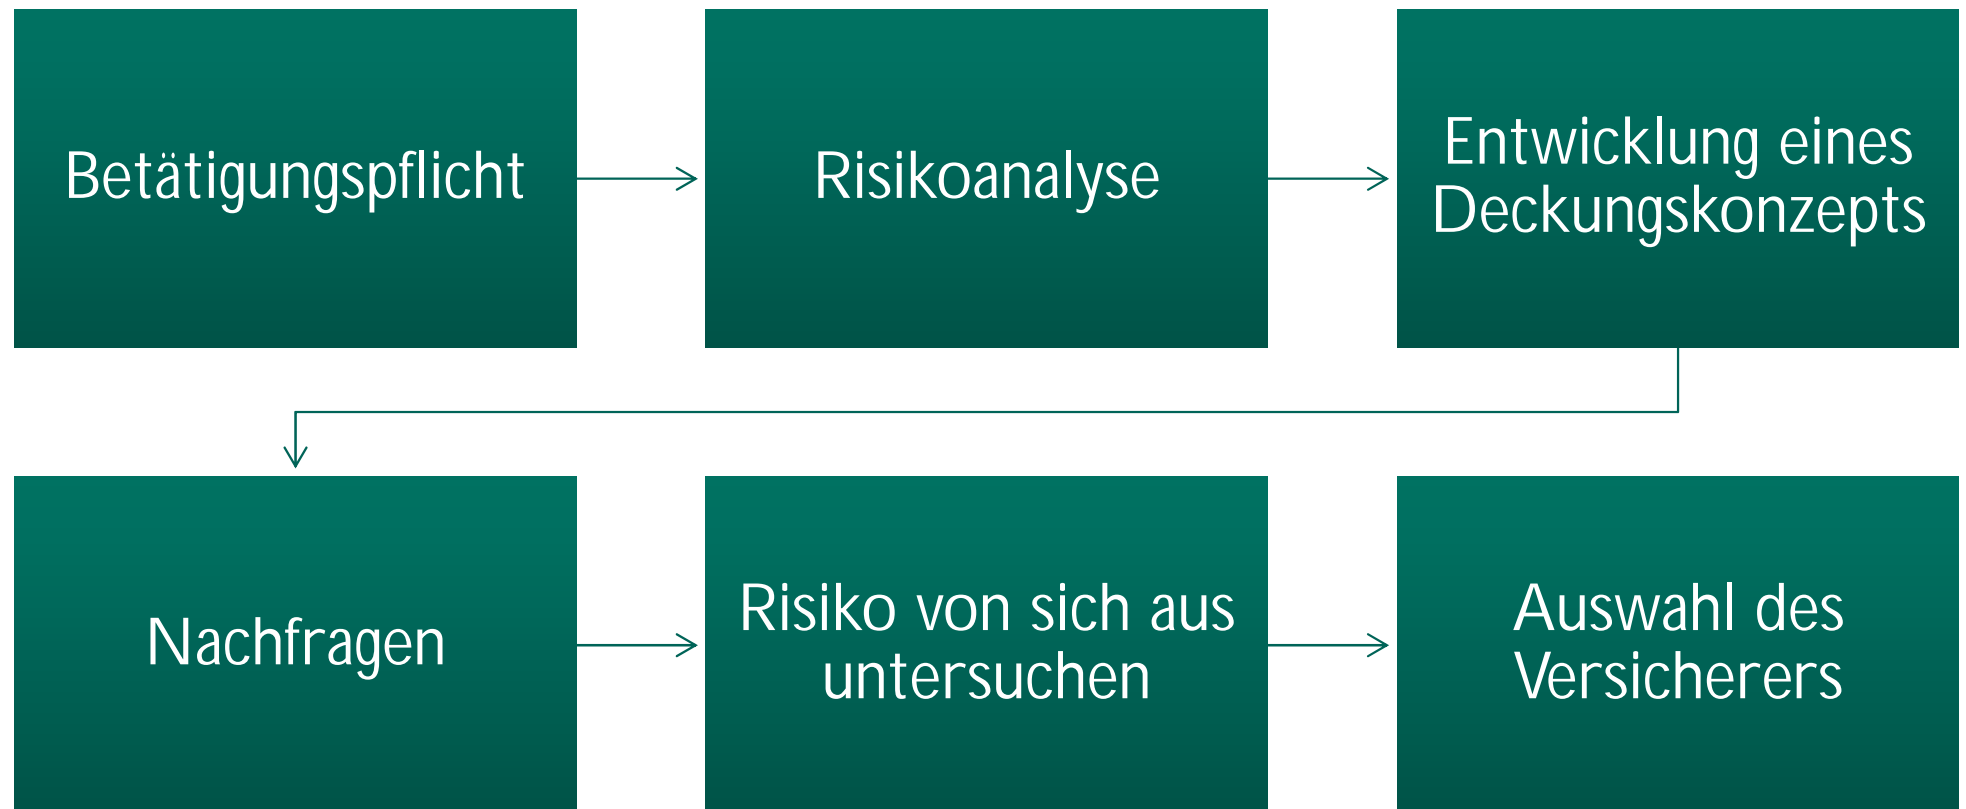 Betätigungspflicht
Risikoanalyse
Entwicklung eines
Deckungskonzepts
Nachfragen
Risiko von sich aus
untersuchen
Auswahl des
Versicherers